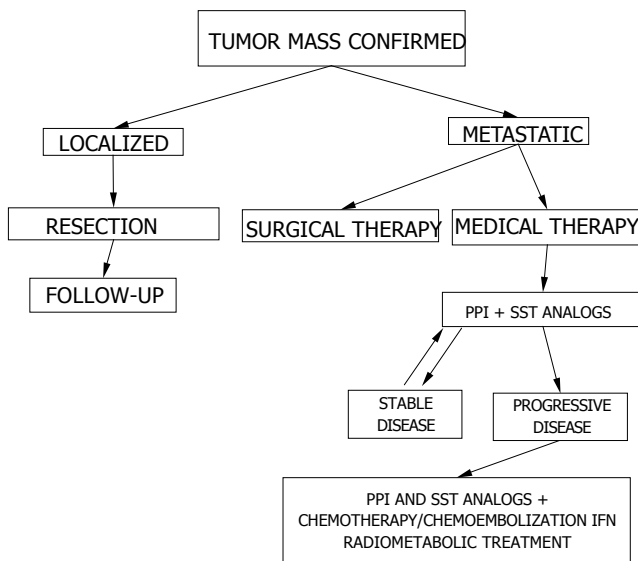 TUMOR MASS CONFIRMED
LOCALIZED
METASTATIC
RESECTION
SURGICAL THERAPY
MEDICAL THERAPY
FOLLOW-UP
PPI + SST ANALOGS
STABLE
DISEASE
PROGRESSIVE
DISEASE
PPI AND SST ANALOGS +
CHEMOTHERAPY/CHEMOEMBOLIZATION IFN
RADIOMETABOLIC TREATMENT